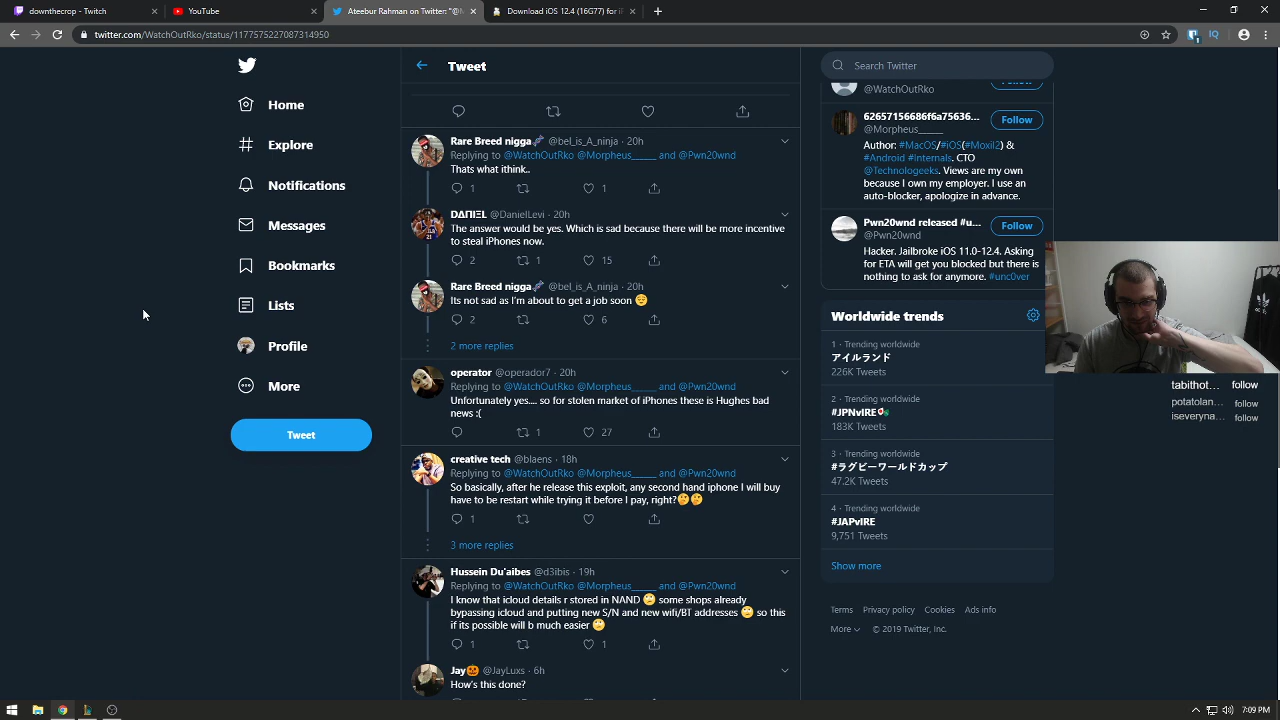 downthecrop - Twitch
YouTube
Ateebur Rahman on Twitter: "@M
Download iOS 12.4 (16G77) for iF
twitter.com/WatchOutRko/status/1177575227087314950
Home
Explore
Notifications
Messages
Bookmarks
Lists
Profile
More
Tweet
Tweet
Rare Breed nigga @bel_is_A_ninja · 20h
Replying to @WatchOutRko @Morpheus______ and @Pwn20wnd
Thats what ithink..
1 1
DΛΠIΞL @DanielLevi · 20h
The answer would be yes. Which is sad because there will be more incentive
to steal iPhones now.
2 1 15
Rare Breed nigga @bel_is_A_ninja · 20h
Its not sad as I'm about to get a job soon 😌
2 6
2 more replies
operator @operador7 · 20h
Replying to @WatchOutRko @Morpheus______ and @Pwn20wnd
Unfortunately yes.... so for stolen market of iPhones these is Hughes bad
news :(
1 27
creative tech @blaens · 18h
Replying to @WatchOutRko @Morpheus______ and @Pwn20wnd
So basically, after he release this exploit, any second hand iphone I will buy
have to be restart while trying it before I pay, right?🤔🤔
1
3 more replies
Hussein Du'aibes @d3ibis · 19h
Replying to @WatchOutRko @Morpheus______ and @Pwn20wnd
I know that icloud details r stored in NAND 🙄 some shops already
bypassing icloud and putting new S/N and new wifi/BT addresses 🙄 so this
if its possible will b much easier 🙄
1 1
Jay🎃 @JayLuxs · 6h
How's this done?
Search Twitter
@WatchOutRko
Follow
62657156686f6a75636...
@Morpheus______
Follow
Author: #MacOS/#iOS(#Moxil2) &
#Android #Internals. CTO
@Technologeeks. Views are my own
because I own my employer. I use an
auto-blocker, apologize in advance.
Pwn20wnd released #u...
@Pwn20wnd
Follow
Hacker. Jailbroke iOS 11.0-12.4. Asking
for ETA will get you blocked but there is
nothing to ask for anymore. #unc0ver
Worldwide trends
1 · Trending worldwide
アイルランド
226K Tweets
2 · Trending worldwide
#JPNvIRE
183K Tweets
3 · Trending worldwide
#ラグビーワールドカップ
47.2K Tweets
4 · Trending worldwide
#JAPvIRE
9,751 Tweets
Show more
Terms Privacy policy Cookies Ads info
More © 2019 Twitter, Inc.
tabithot... follow
potatolan... follow
iseveryna... follow
7:09 PM